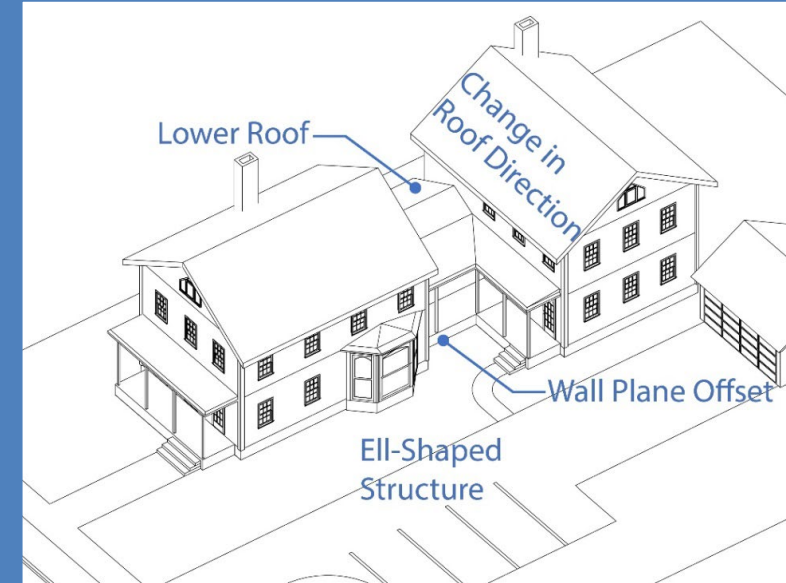 Change in
Roof Direction
Lower Roof
Wall Plane Offset
Ell-Shaped
Structure